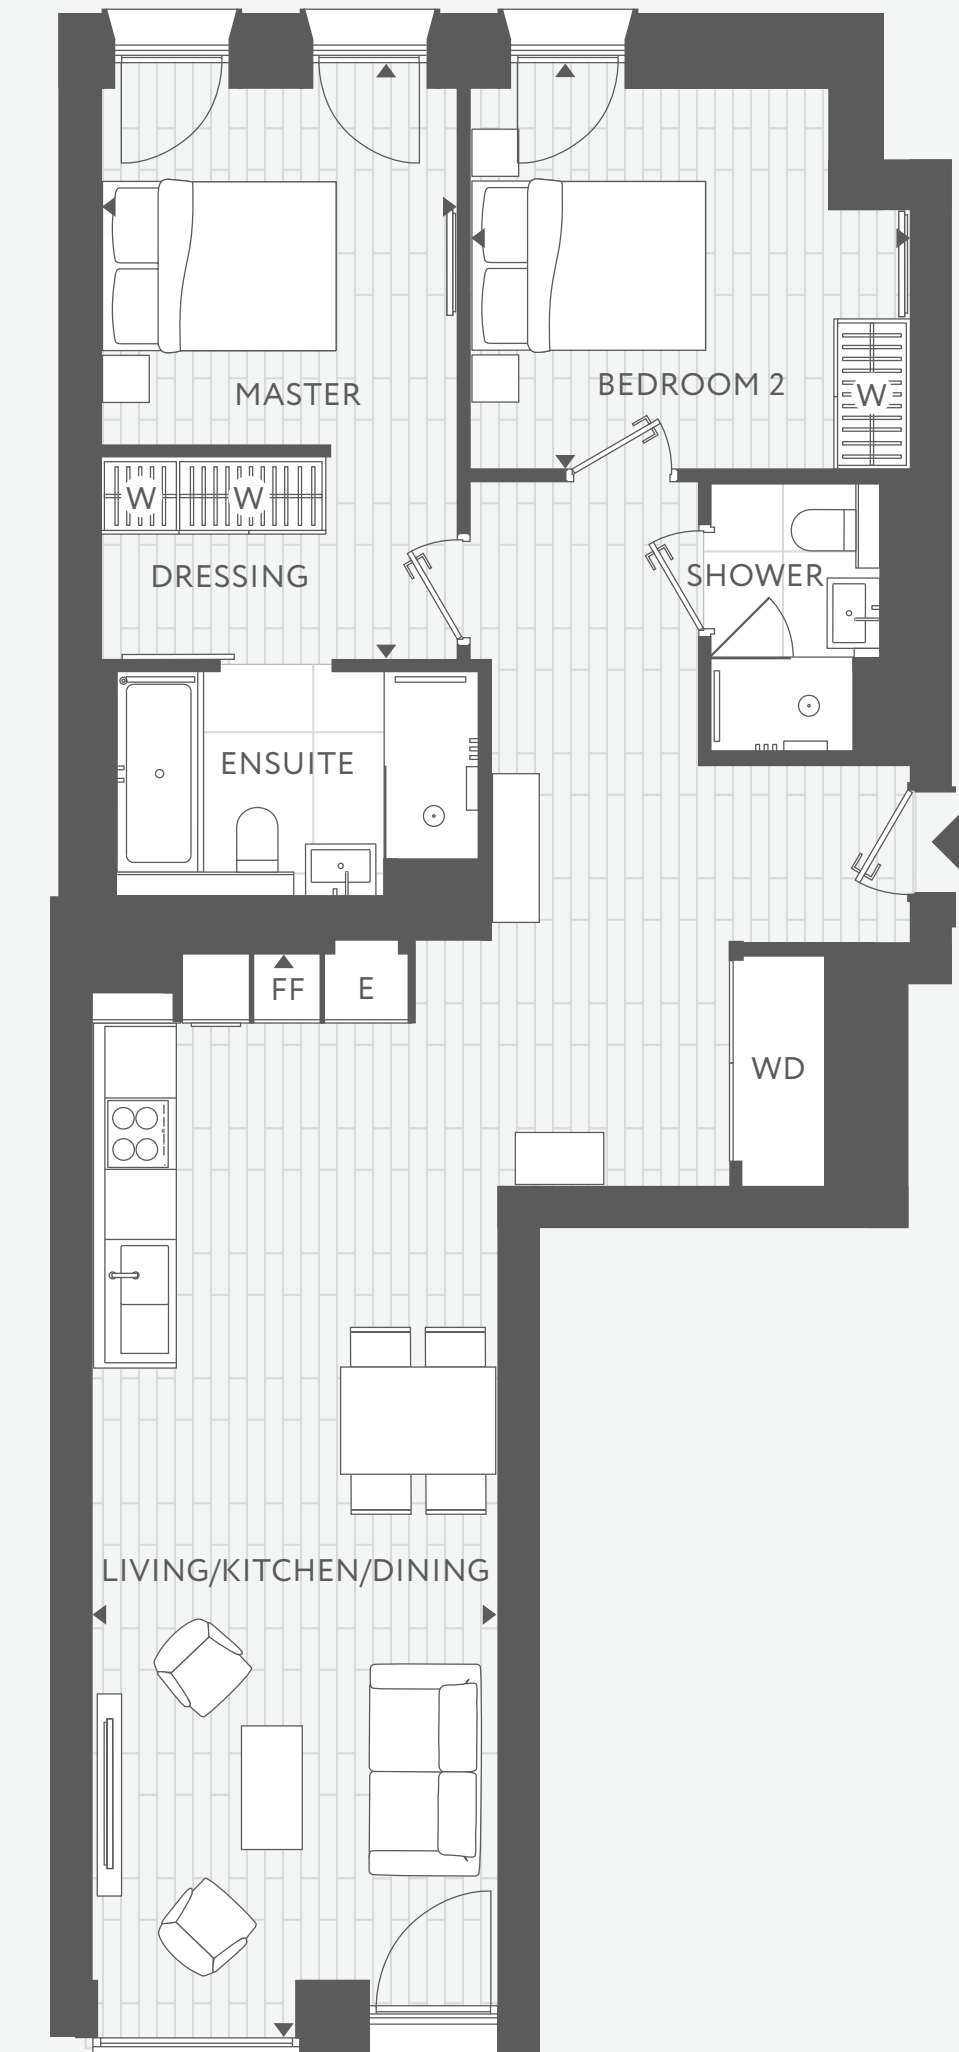 MASTER
BEDROOM 2
W
W
W
DRESSING
SHOWER
ENSUITE
FF
E
WD
LIVING/KITCHEN/DINING